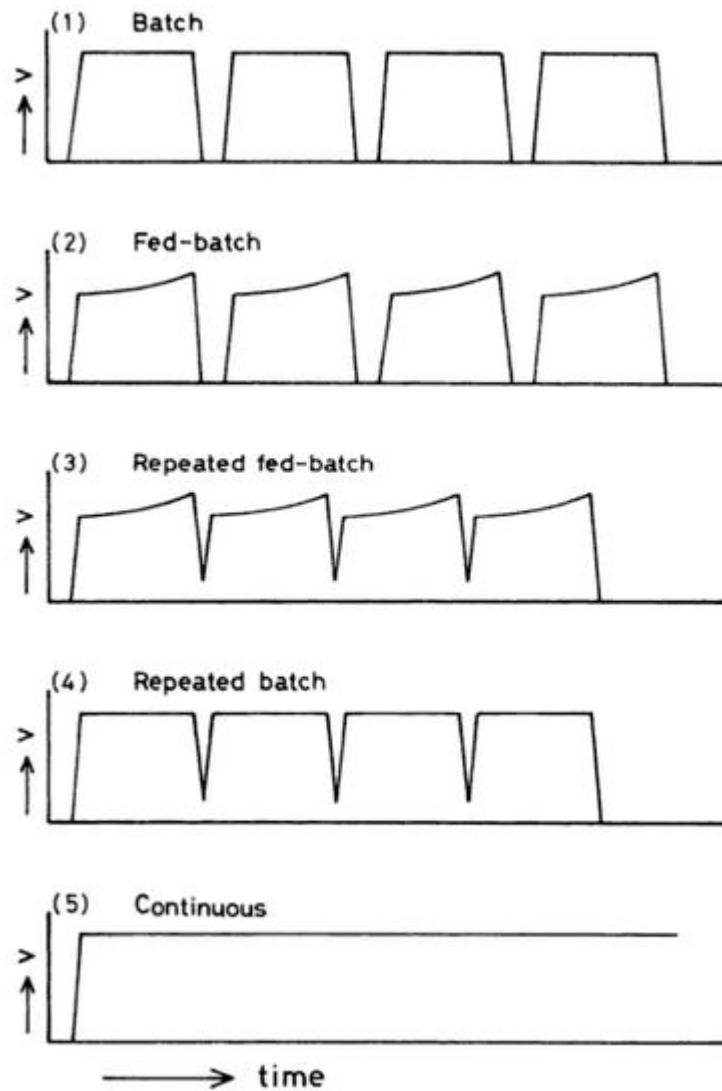 (1) Batch
V
(2) Fed-batch
V
(3) Repeated fed-batch
V
(4) Repeated batch
V
(5) Continuous
V
time